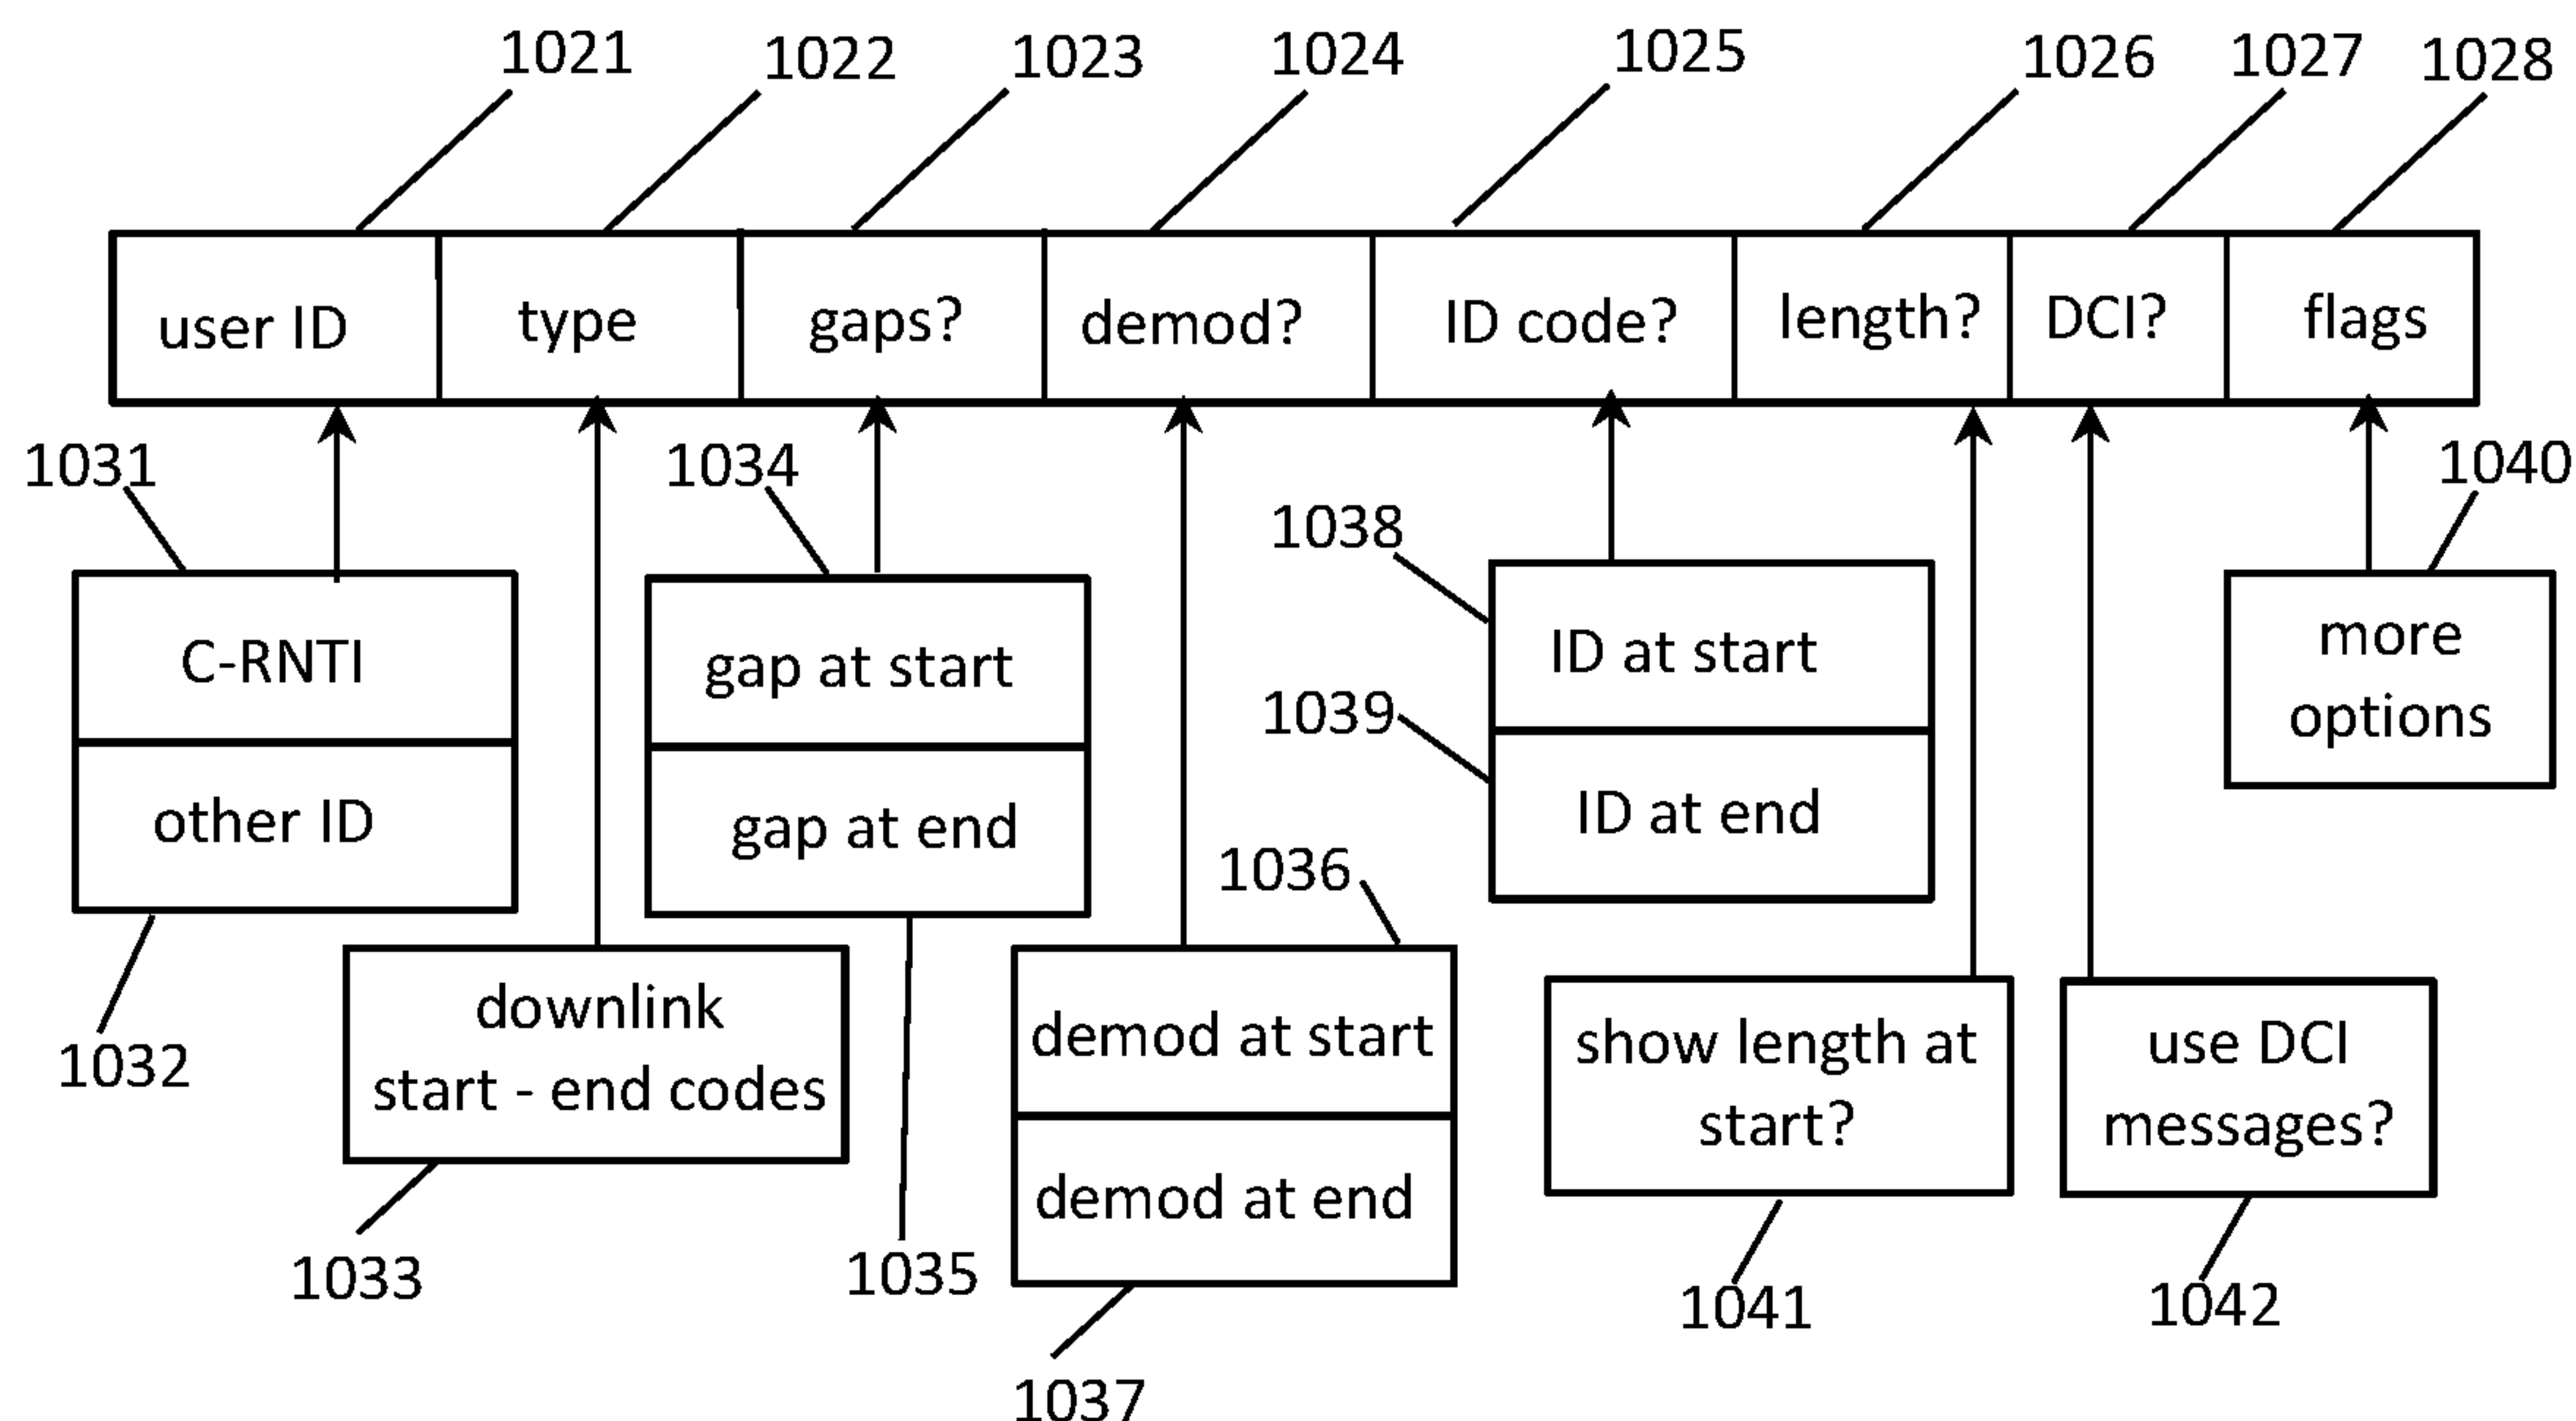 1021
1022
1023
1024
1025
1026
1027
1028
user ID
type
gaps?
demod?
ID code?
length?
DCI?
flags
1031
1034
1038
1040
C-RNTI
other ID
gap at start
gap at end
1039
ID at start
ID at end
more
options
1032
downlink
start - end codes
1033
1035
1036
demod at start
demod at end
1037
show length at
start?
1041
use DCI
messages?
1042